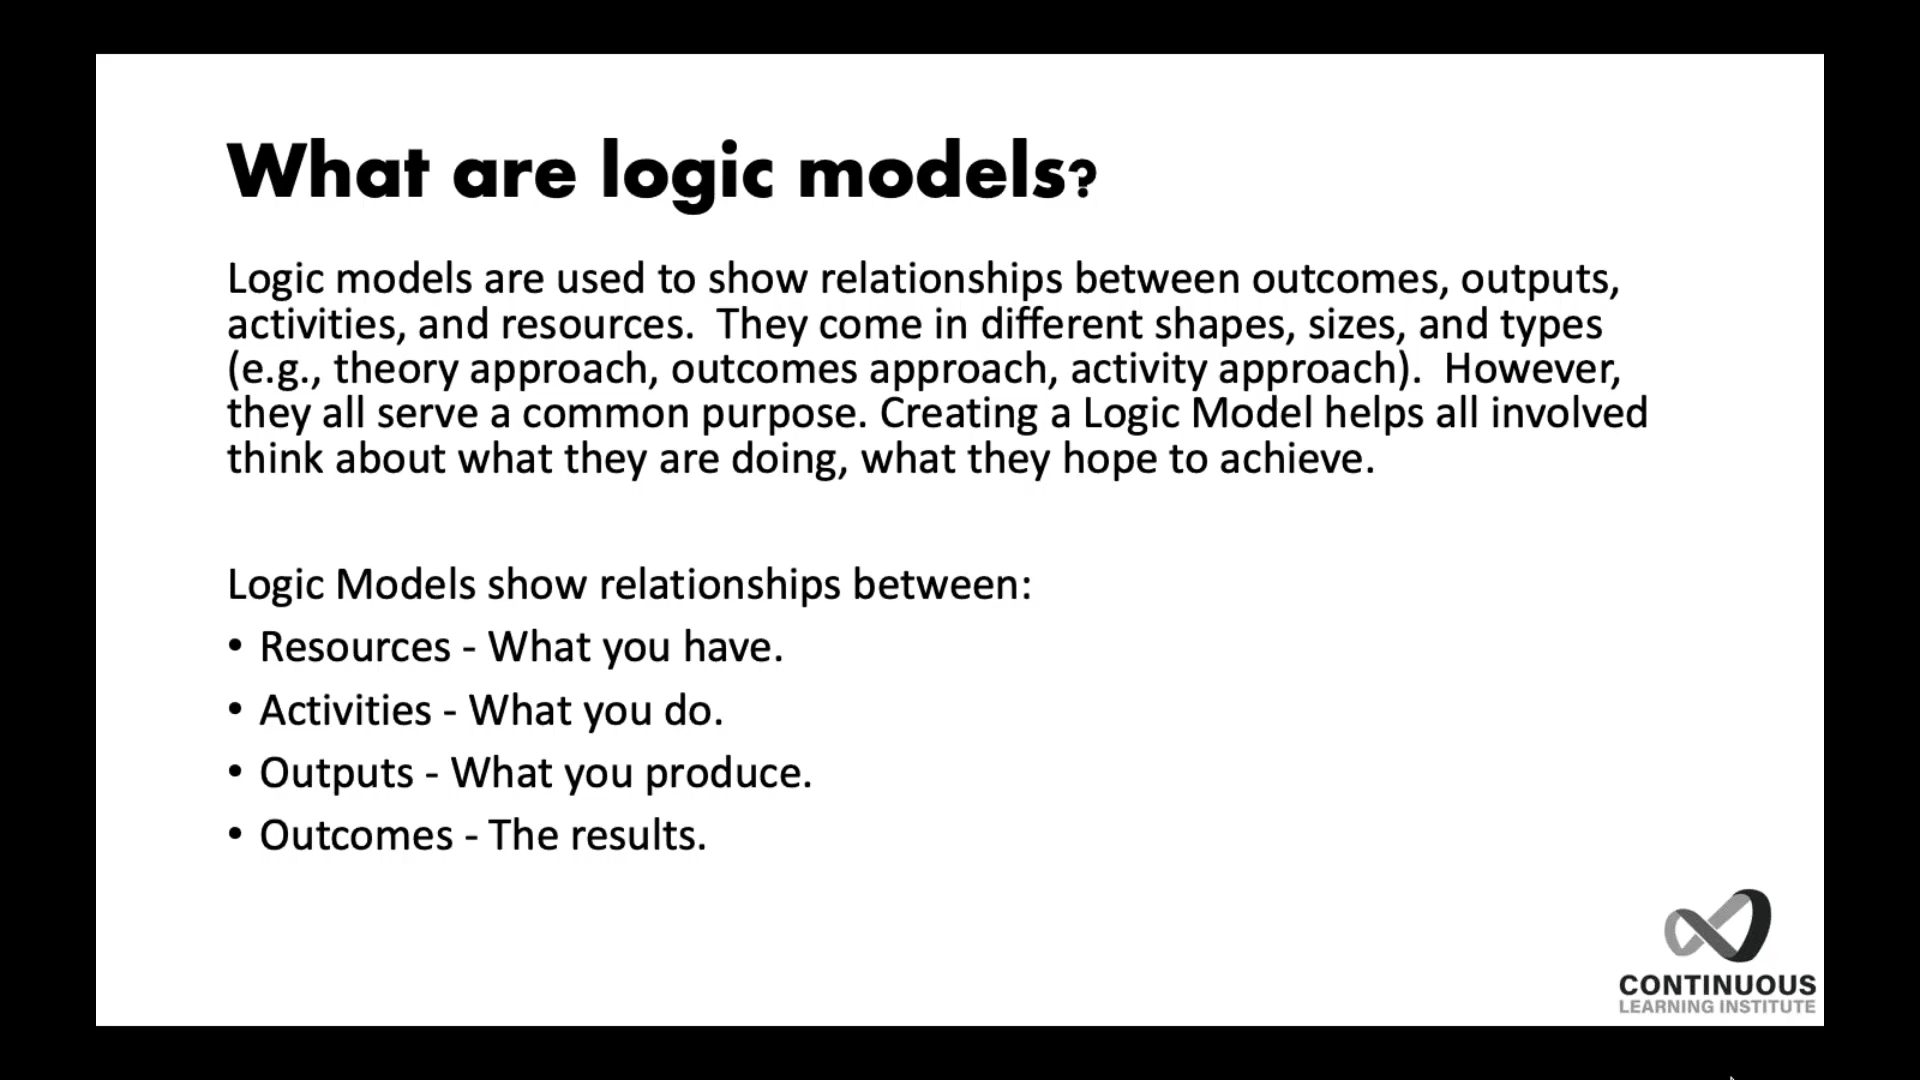 What are logic models?
Logic models are used to show relationships between outcomes, outputs,
activities, and resources.  They come in different shapes, sizes, and types
(e.g., theory approach, outcomes approach, activity approach).  However,
they all serve a common purpose. Creating a Logic Model helps all involved
think about what they are doing, what they hope to achieve.
Logic Models show relationships between:
• Resources - What you have.
• Activities - What you do.
• Outputs - What you produce.
• Outcomes - The results.
CONTINUOUS
LEARNING INSTITUTE